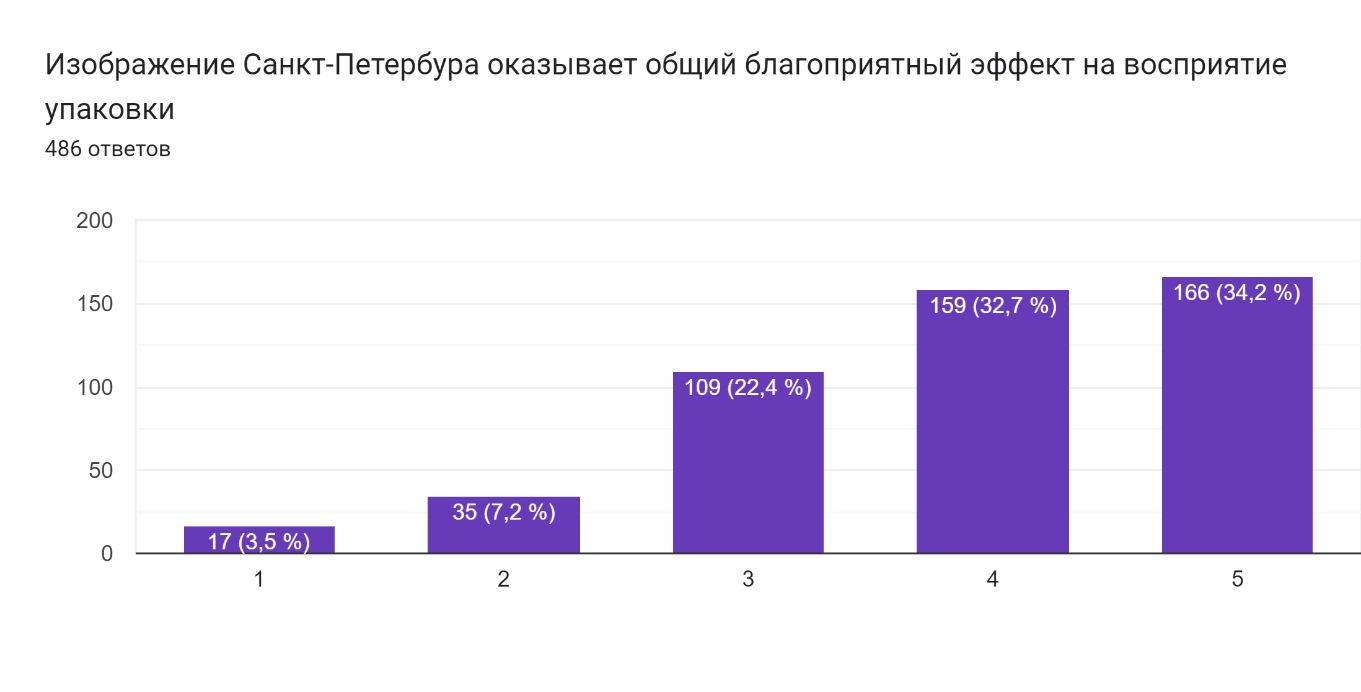 Изображение Санкт-Петербура оказывает общий благоприятный эффект на восприятие
упаковки
486 ответов
200
150
100
50
0
17 (3,5 %)
35 (7,2 %)
109 (22,4 %)
159 (32,7 %)
166 (34,2 %)
1
2
3
4
5